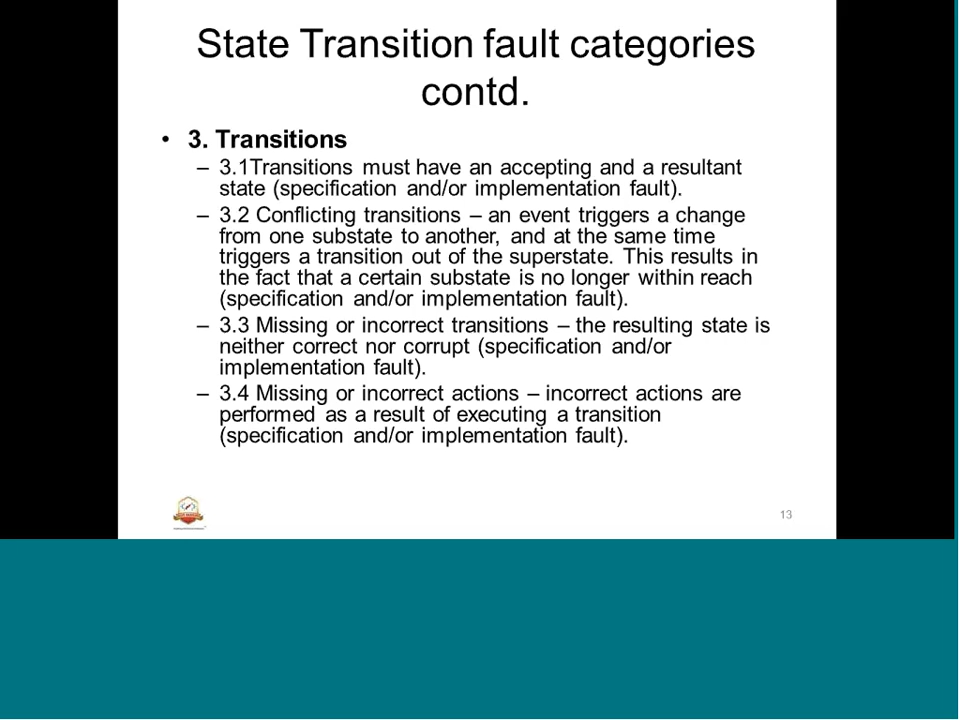 State Transition fault categories
contd.
• 3. Transitions
– 3.1Transitions must have an accepting and a resultant
state (specification and/or implementation fault).
– 3.2 Conflicting transitions – an event triggers a change
from one substate to another, and at the same time
triggers a transition out of the superstate. This results in
the fact that a certain substate is no longer within reach
(specification and/or implementation fault).
– 3.3 Missing or incorrect transitions – the resulting state is
neither correct nor corrupt (specification and/or
implementation fault).
– 3.4 Missing or incorrect actions – incorrect actions are
performed as a result of executing a transition
(specification and/or implementation fault).
13